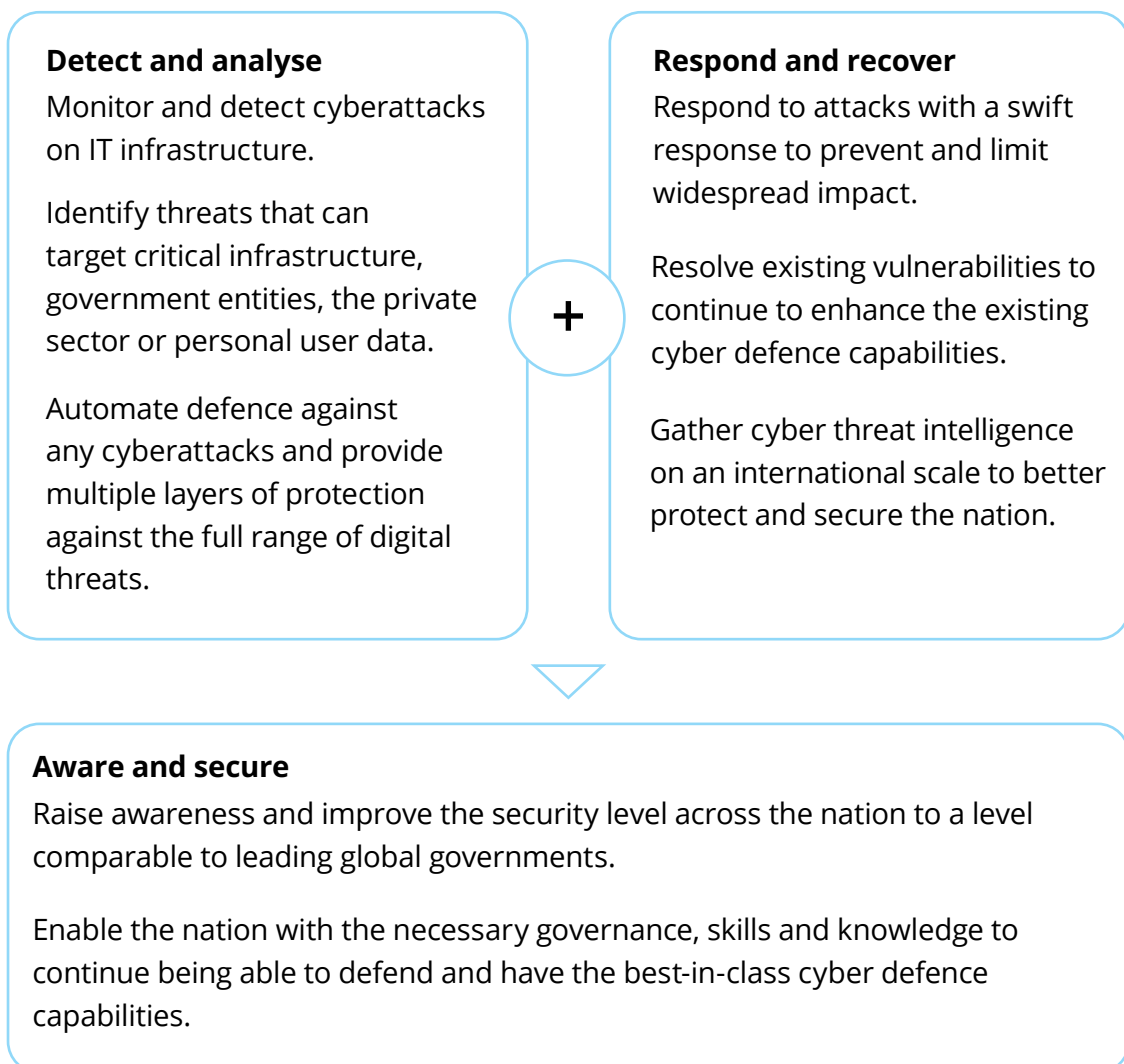 Detect and analyse
Monitor and detect cyberattacks
on IT infrastructure.
Identify threats that can
target critical infrastructure,
government entities, the private
sector or personal user data.
Automate defence against
any cyberattacks and provide
multiple layers of protection
against the full range of digital
threats.
+
Respond and recover
Respond to attacks with a swift
response to prevent and limit
widespread impact.
Resolve existing vulnerabilities to
continue to enhance the existing
cyber defence capabilities.
Gather cyber threat intelligence
on an international scale to better
protect and secure the nation.
Aware and secure
Raise awareness and improve the security level across the nation to a level
comparable to leading global governments.
Enable the nation with the necessary governance, skills and knowledge to
continue being able to defend and have the best-in-class cyber defence
capabilities.